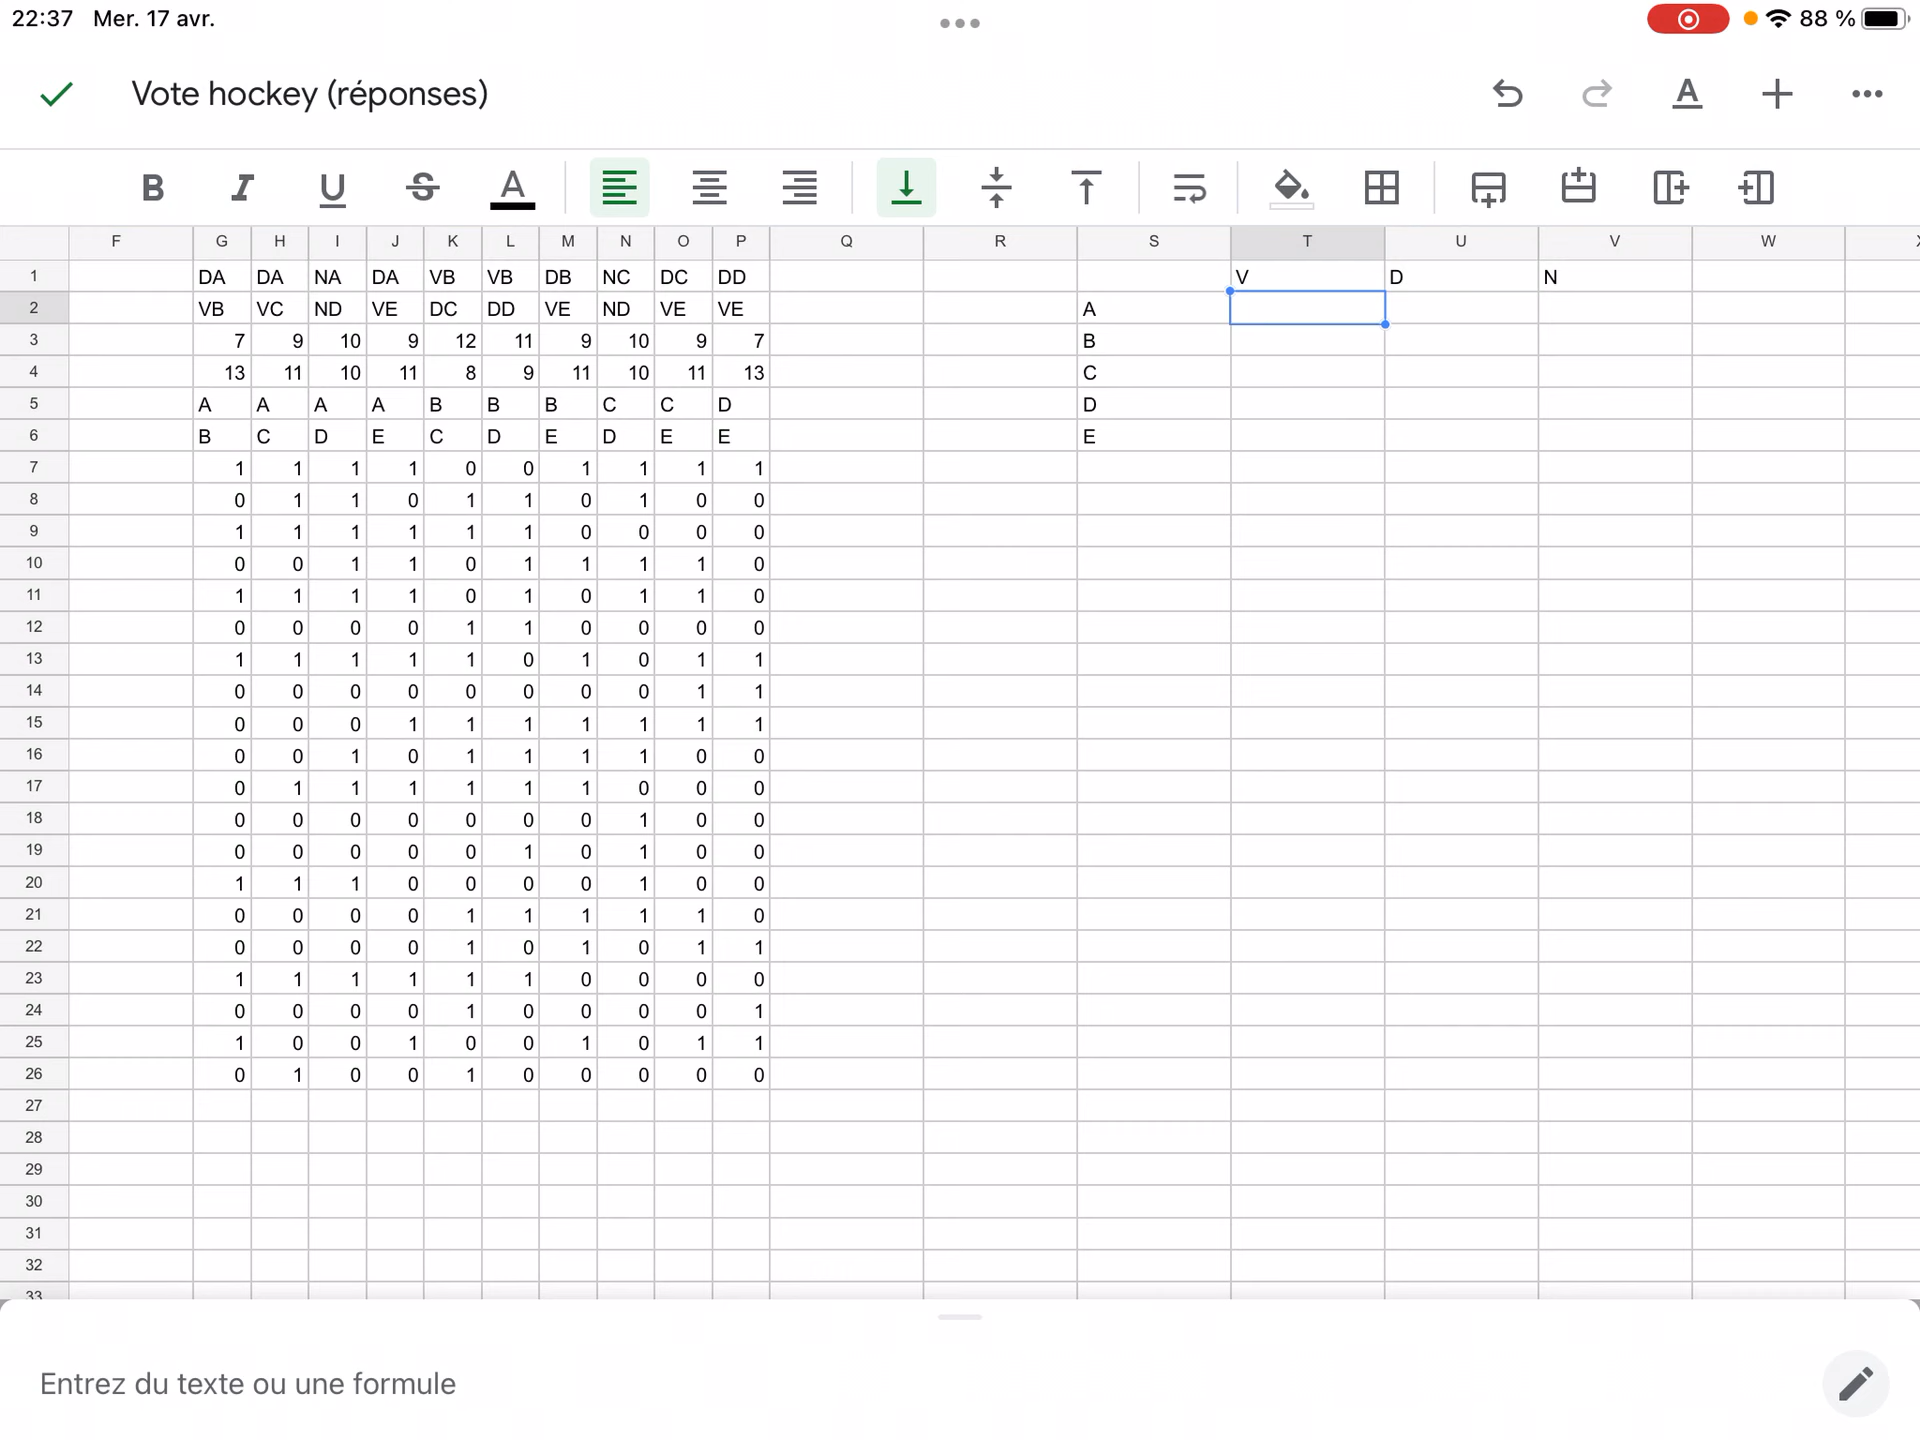 22:37 Mer. 17 avr. 88 %
Vote hockey (réponses)
B I U S A
F G H I J K L M N O P Q R S T U V W
1 DA DA NA DA VB VB DB NC DC DD V D N
2 VB VC ND VE DC DD VE ND VE VE A
3 7 9 10 9 12 11 9 10 9 7 B
4 13 11 10 11 8 9 11 10 11 13 C
5 A A A A B B B C C D D
6 B C D E C D E D E E E
7 1 1 1 1 0 0 1 1 1 1
8 0 1 1 0 1 1 0 1 0 0
9 1 1 1 1 1 1 0 0 0 0
10 0 0 1 1 0 1 1 1 1 0
11 1 1 1 1 0 1 0 1 1 0
12 0 0 0 0 1 1 0 0 0 0
13 1 1 1 1 1 0 1 0 1 1
14 0 0 0 0 0 0 0 0 1 1
15 0 0 0 1 1 1 1 1 1 1
16 0 0 1 0 1 1 1 1 0 0
17 0 1 1 1 1 1 1 0 0 0
18 0 0 0 0 0 0 0 1 0 0
19 0 0 0 0 0 1 0 1 0 0
20 1 1 1 0 0 0 0 1 0 0
21 0 0 0 0 1 1 1 1 1 0
22 0 0 0 0 1 0 1 0 1 1
23 1 1 1 1 1 1 0 0 0 0
24 0 0 0 0 1 0 0 0 0 1
25 1 0 0 1 0 0 1 0 1 1
26 0 1 0 0 1 0 0 0 0 0
27
28
29
30
31
32
33
Entrez du texte ou une formule